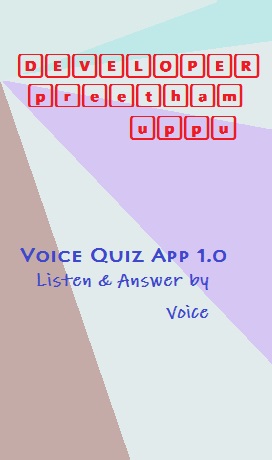 DEVELOPER
preetham
uppu
Voice Quiz App 1.0
Listen & Answer by
Voice